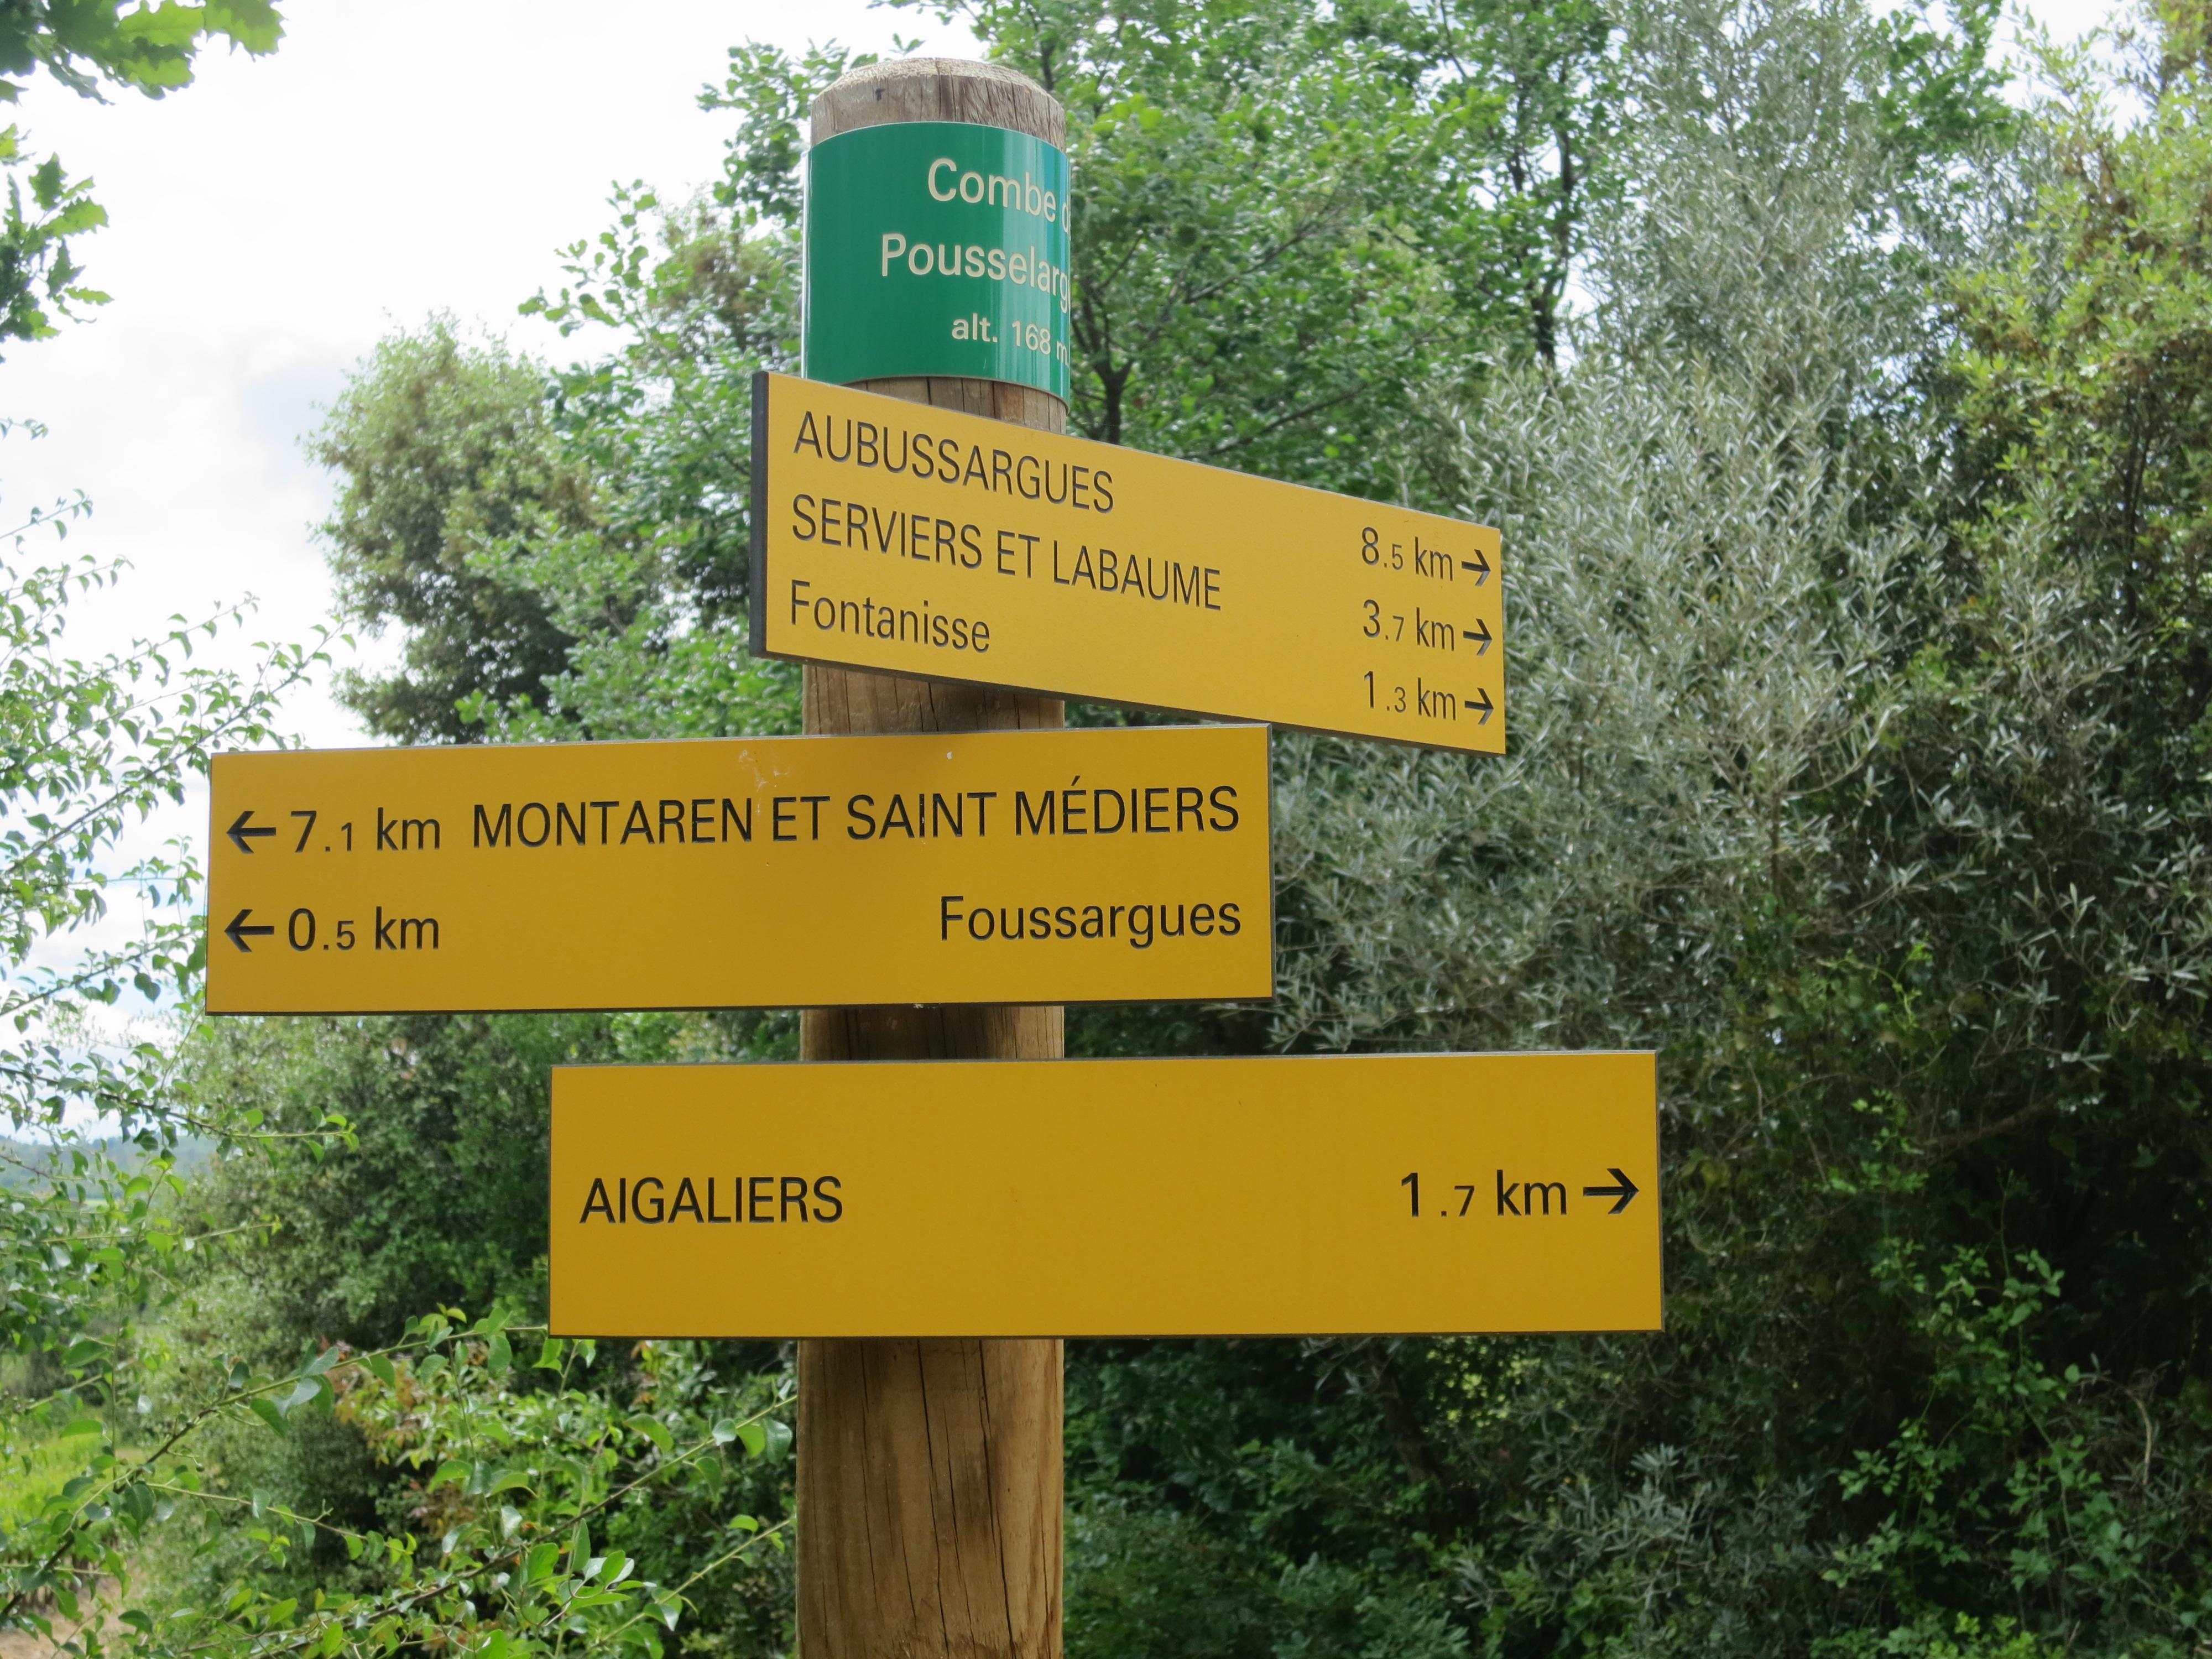 Combe
alt. 168 m
AUBUSSARGUES 8.5 km →
SERVIERS ET LABAUME 3.7 km →
Fontanisse 1.3 km →
← 7.1 km MONTAREN ET SAINT MÉDIERS
← 0.5 km Foussargues
AIGALIERS 1.7 km →